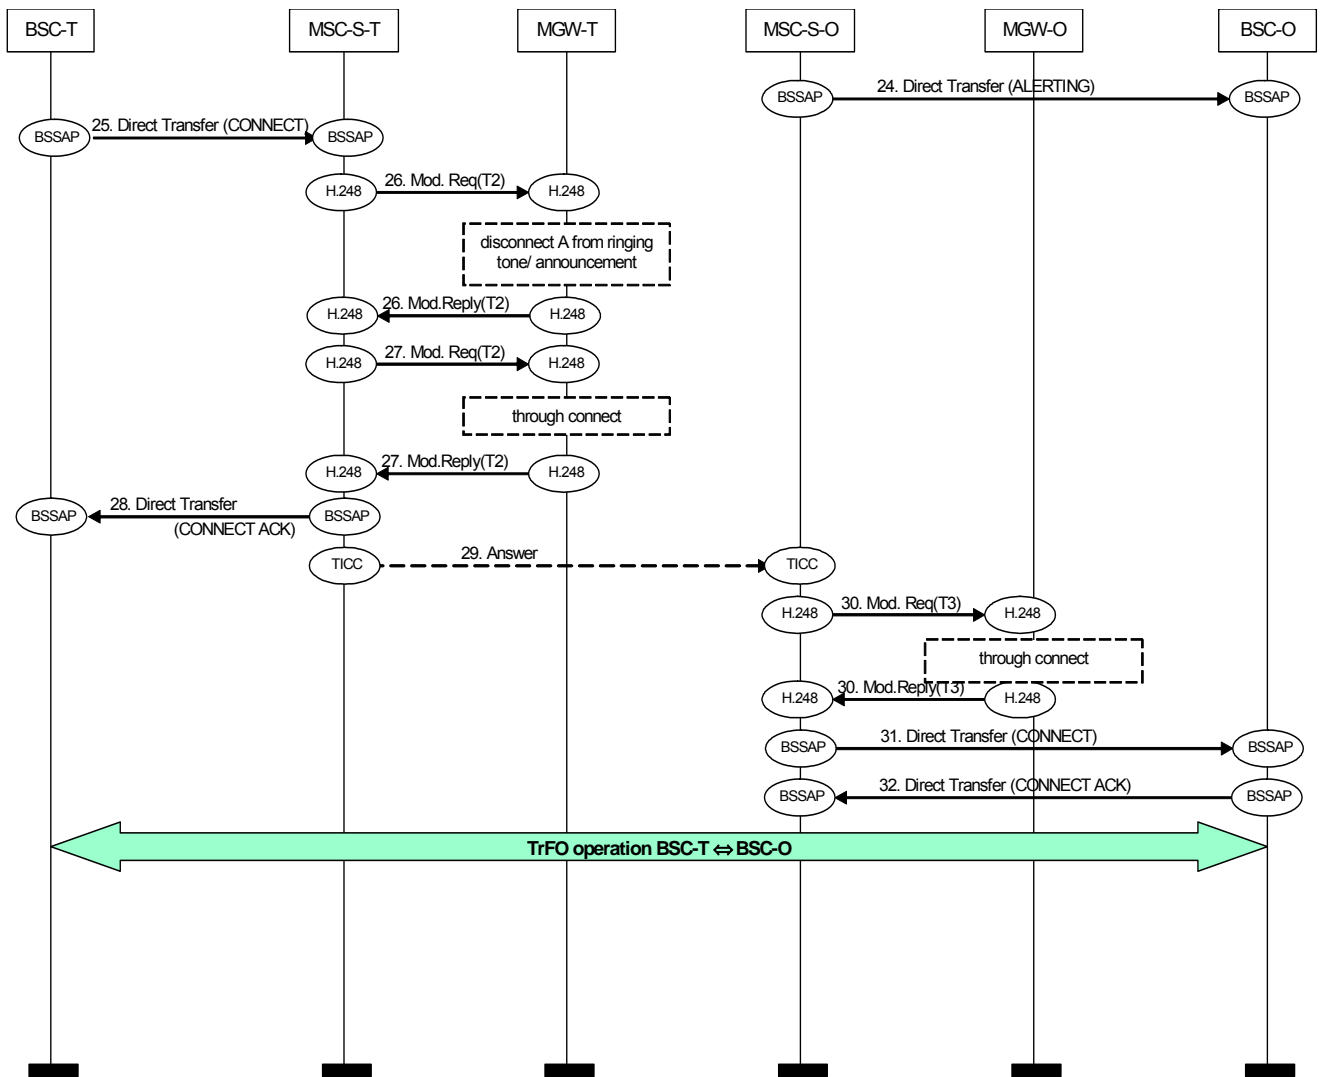 BSC-T
MSC-S-T
MGW-T
MSC-S-O
MGW-O
BSC-O
BSSAP
24. Direct Transfer (ALERTING)
BSSAP
BSSAP
25. Direct Transfer (CONNECT)
BSSAP
H.248
26. Mod. Req(T2)
H.248
disconnect A from ringing
tone/ announcement
H.248
26. Mod.Reply(T2)
H.248
H.248
27. Mod. Req(T2)
H.248
through connect
H.248
27. Mod.Reply(T2)
H.248
BSSAP
28. Direct Transfer
(CONNECT ACK)
BSSAP
TICC
29. Answer
TICC
H.248
30. Mod. Req(T3)
H.248
through connect
H.248
30. Mod.Reply(T3)
H.248
BSSAP
31. Direct Transfer (CONNECT)
BSSAP
BSSAP
32. Direct Transfer (CONNECT ACK)
BSSAP
TrFO operation BSC-T ⇔ BSC-O